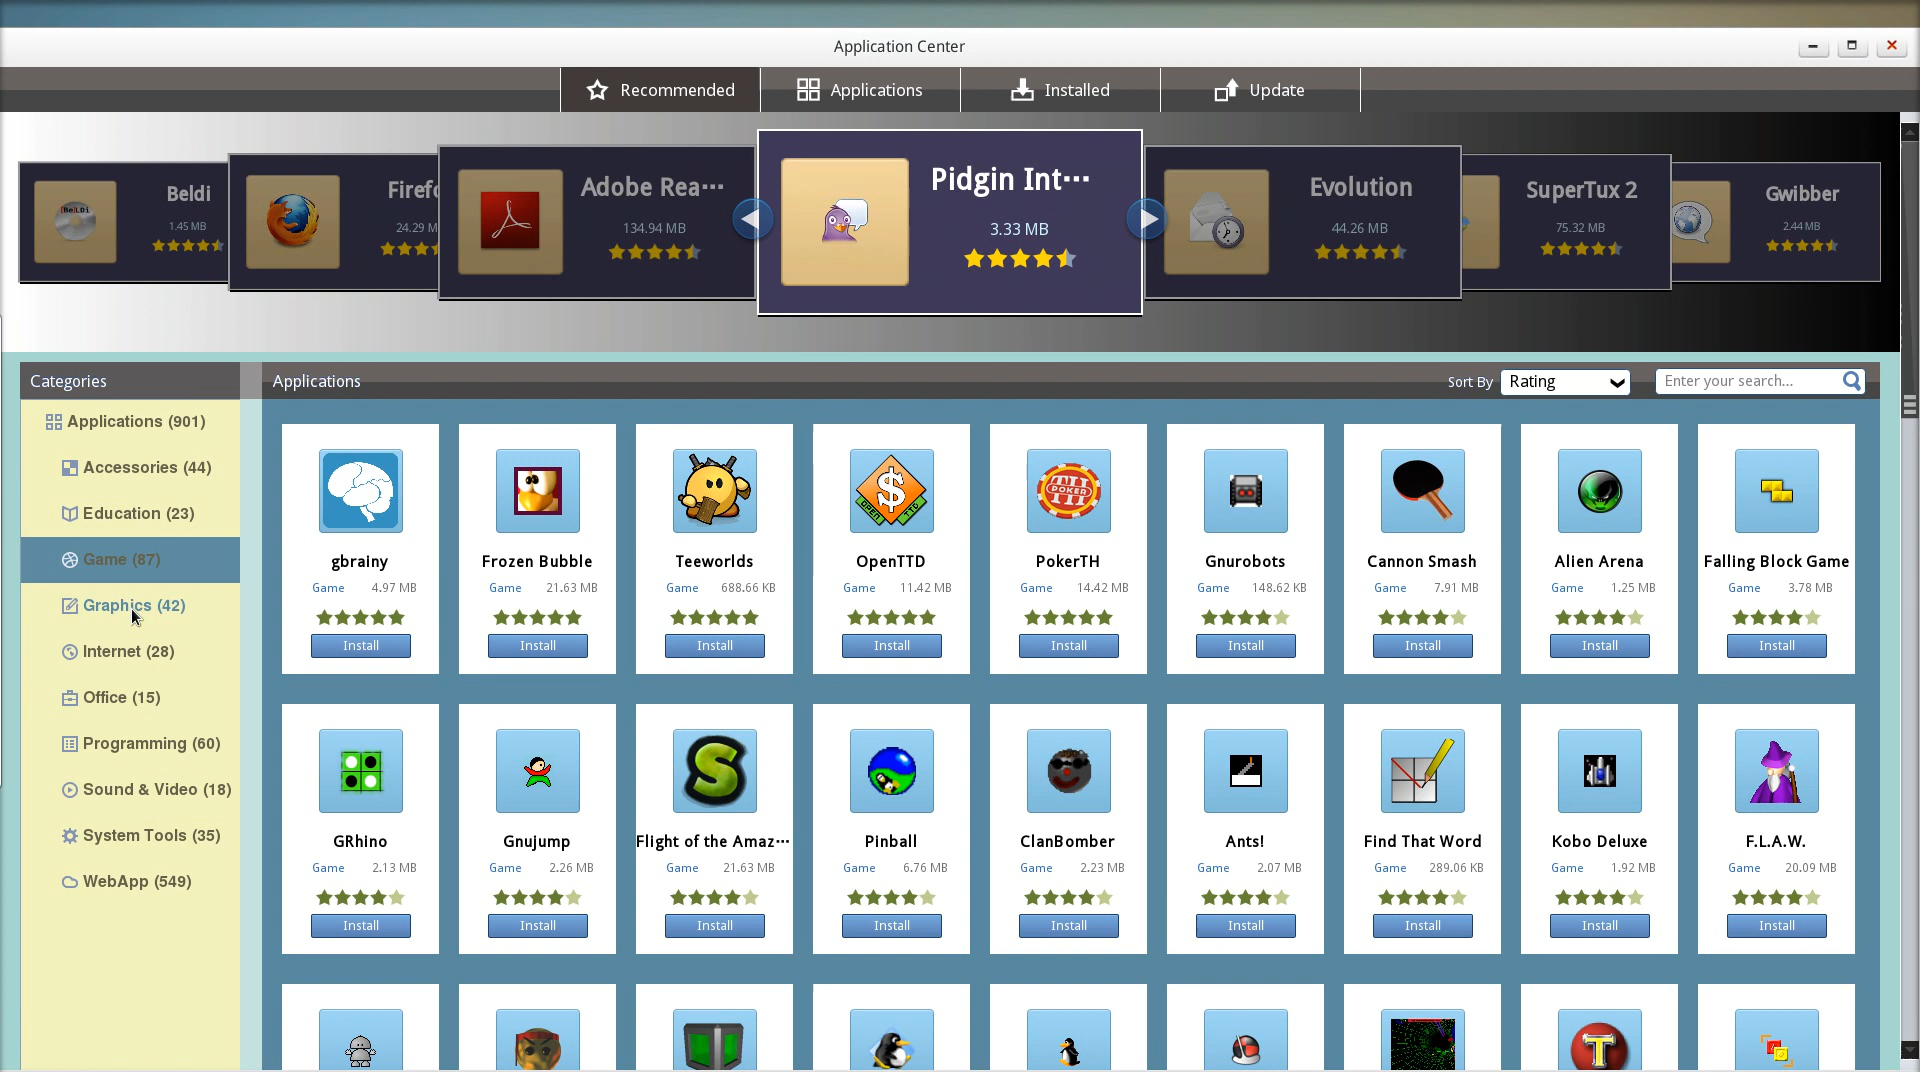 Application Center
Recommended
Applications
Installed
Update
Beldi
1.45 MB
Firefo
24.29 M
Adobe Rea···
134.94 MB
Pidgin Int···
3.33 MB
Evolution
44.26 MB
SuperTux 2
75.32 MB
Gwibber
2.44 MB
Categories
Applications (901)
Accessories (44)
Education (23)
Game (87)
Graphics (42)
Internet (28)
Office (15)
Programming (60)
Sound & Video (18)
System Tools (35)
WebApp (549)
Applications
Sort By Rating
Enter your search...
gbrainy
Game 4.97 MB
Install
Frozen Bubble
Game 21.63 MB
Install
Teeworlds
Game 688.66 KB
Install
OpenTTD
Game 11.42 MB
Install
PokerTH
Game 14.42 MB
Install
Gnurobots
Game 148.62 KB
Install
Cannon Smash
Game 7.91 MB
Install
Alien Arena
Game 1.25 MB
Install
Falling Block Game
Game 3.78 MB
Install
GRhino
Game 2.13 MB
Install
Gnujump
Game 2.26 MB
Install
Flight of the Amaz···
Game 21.63 MB
Install
Pinball
Game 6.76 MB
Install
ClanBomber
Game 2.23 MB
Install
Ants!
Game 2.07 MB
Install
Find That Word
Game 289.06 KB
Install
Kobo Deluxe
Game 1.92 MB
Install
F.L.A.W.
Game 20.09 MB
Install